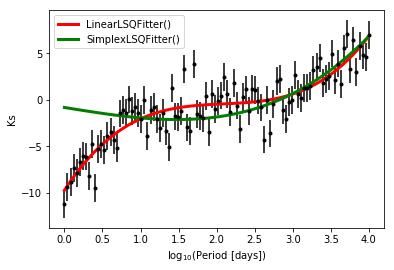 LinearLSQFitter()
SimplexLSQFitter()
Ks
5
0
−5
−10
0.0 0.5 1.0 1.5 2.0 2.5 3.0 3.5 4.0
log₁₀(Period [days])